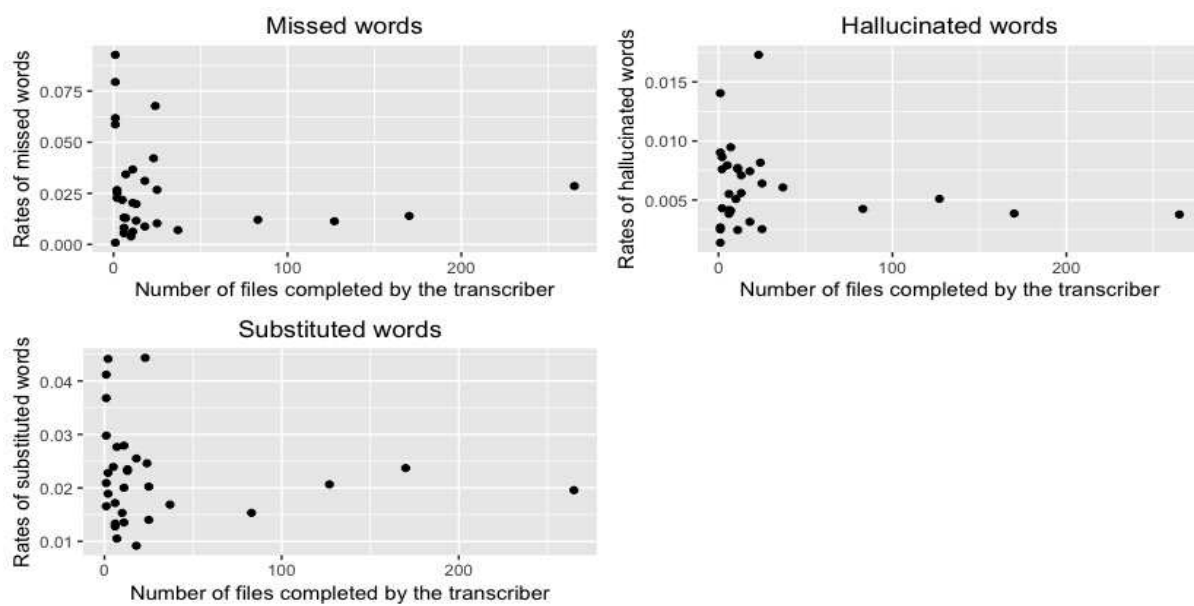 Missed words
Rates of missed words
0.075
0.050
0.025
0.000
0
100
200
Number of files completed by the transcriber
Hallucinated words
Rates of hallucinated words
0.015
0.010
0.005
0
100
200
Number of files completed by the transcriber
Substituted words
Rates of substituted words
0.04
0.03
0.02
0.01
0
100
200
Number of files completed by the transcriber